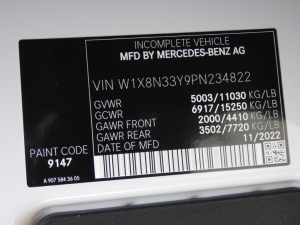 INCOMPLETE VEHICLE
MFD BY MERCEDES-BENZ AG
VIN W1X8N33Y9PN234822
GVWR 5003/11030 KG/LB
GCWR 6917/15250 KG/LB
GAWR FRONT 2000/4410 KG/LB
GAWR REAR 3502/7720 KG/LB
DATE OF MFD 11/2022
PAINT CODE
9147
A 907 584 36 05